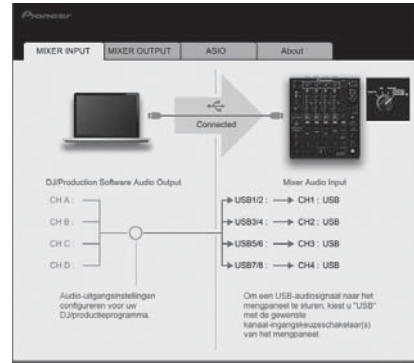 Pioneer
MIXER INPUT MIXER OUTPUT ASIO About
Connected
USB
DJ/Production Software Audio Output
Mixer Audio Input
CH A :
CH B :
CH C :
CH D :
USB1/2 : CH1 : USB
USB3/4 : CH2 : USB
USB5/6 : CH3 : USB
USB7/8 : CH4 : USB
Audio-uitgangsinstellingen
configureren voor uw
DJ/productieprogramma.
Om een USB-audiosignaal naar het
mengpaneel te sturen, kiest u "USB"
met de gewenste
kanaal-ingangskeuzeschakelaar(s)
van het mengpaneel